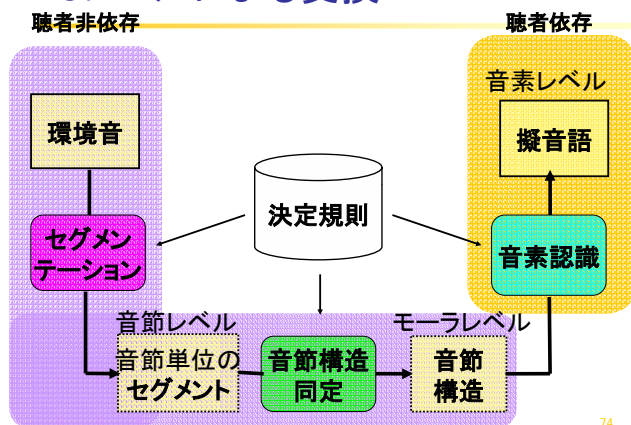 聴者非依存
聴者依存
音素レベル
環境音
擬音語
決定規則
セグメン
テーション
音素認識
音節レベル
モーラレベル
音節単位の
セグメント
音節構造
同定
音節
構造
74